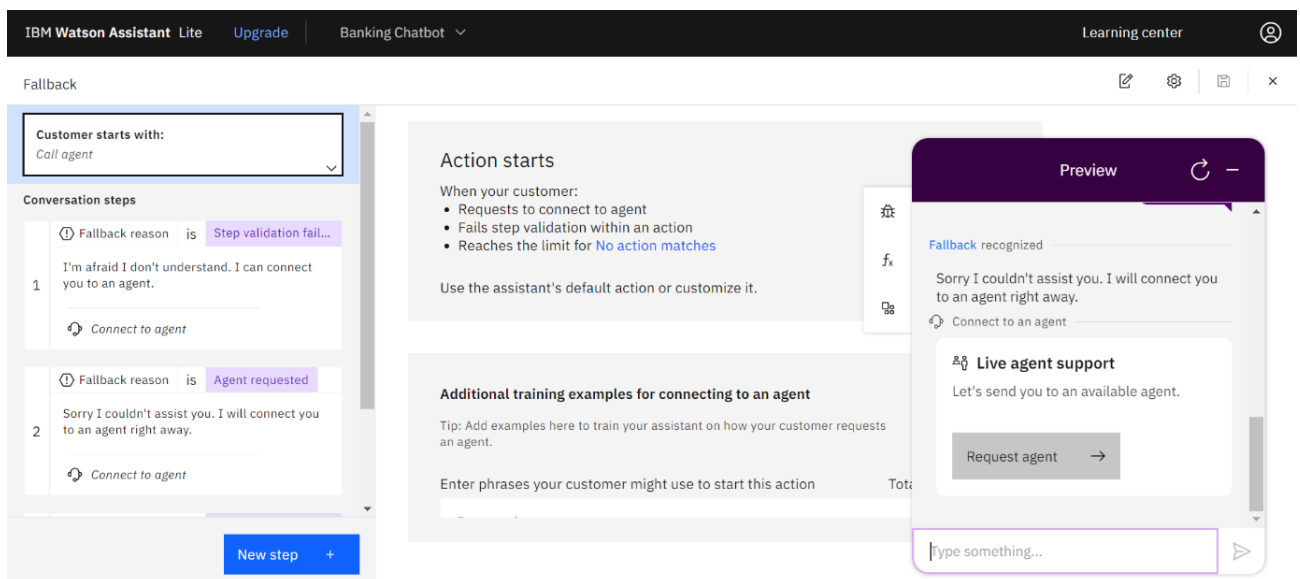 IBM Watson Assistant Lite Upgrade Banking Chatbot Learning center
Fallback
Customer starts with:
Call agent
Conversation steps
Fallback reason is Step validation fail...
1
I'm afraid I don't understand. I can connect
you to an agent.
Connect to agent
Fallback reason is Agent requested
2
Sorry I couldn't assist you. I will connect you
to an agent right away.
Connect to agent
New step +
Action starts
When your customer:
• Requests to connect to agent
• Fails step validation within an action
• Reaches the limit for No action matches
Use the assistant's default action or customize it.
Additional training examples for connecting to an agent
Tip: Add examples here to train your assistant on how your customer requests
an agent.
Enter phrases your customer might use to start this action
Preview
Fallback recognized
Sorry I couldn't assist you. I will connect you
to an agent right away.
Connect to an agent
Live agent support
Let's send you to an available agent.
Request agent
Type something...